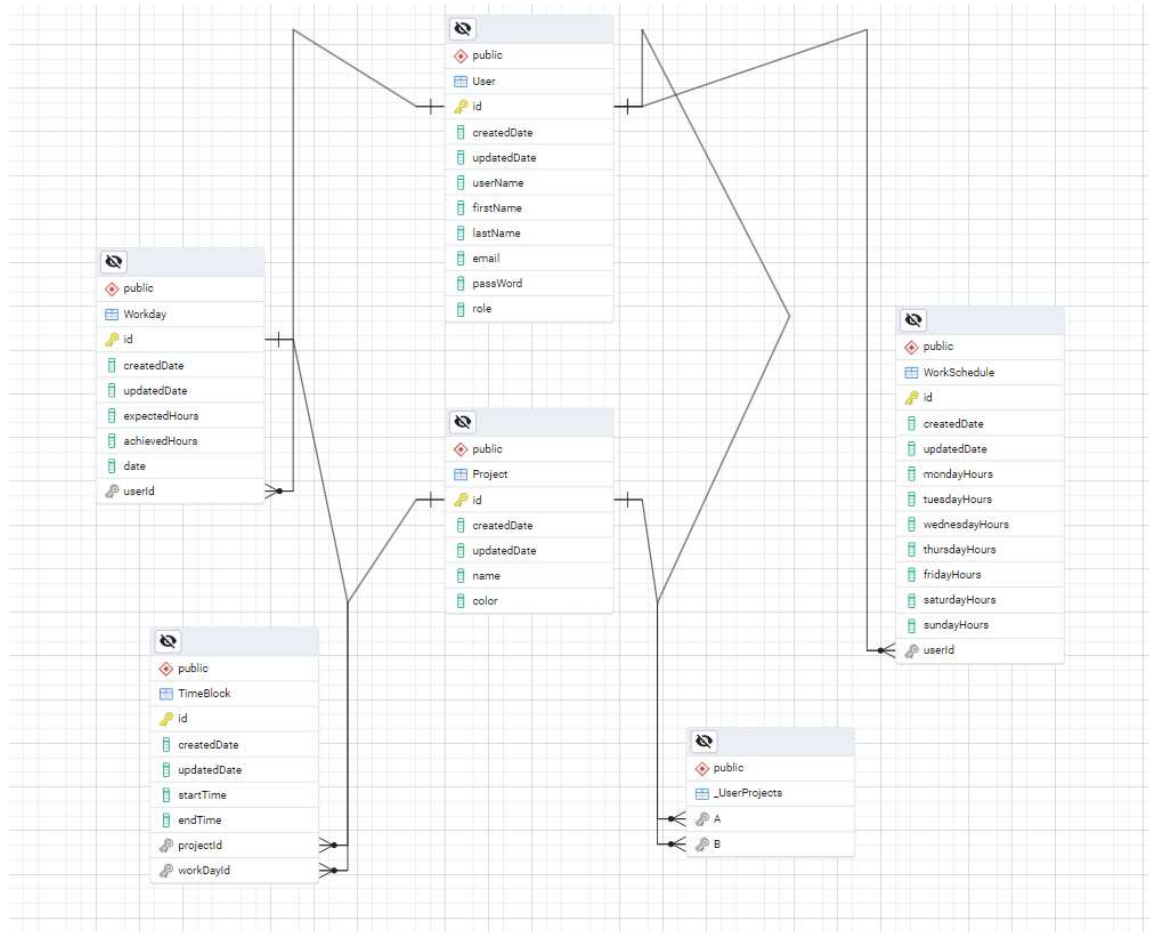 public
User
id
createdDate
updatedDate
userName
firstName
lastName
email
passWord
role
public
Workday
id
createdDate
updatedDate
expectedHours
achievedHours
date
userId
public
WorkSchedule
id
createdDate
updatedDate
mondayHours
tuesdayHours
wednesdayHours
thursdayHours
fridayHours
saturdayHours
sundayHours
userId
public
Project
id
createdDate
updatedDate
name
color
public
TimeBlock
id
createdDate
updatedDate
startTime
endTime
projectId
workDayId
public
_UserProjects
A
B